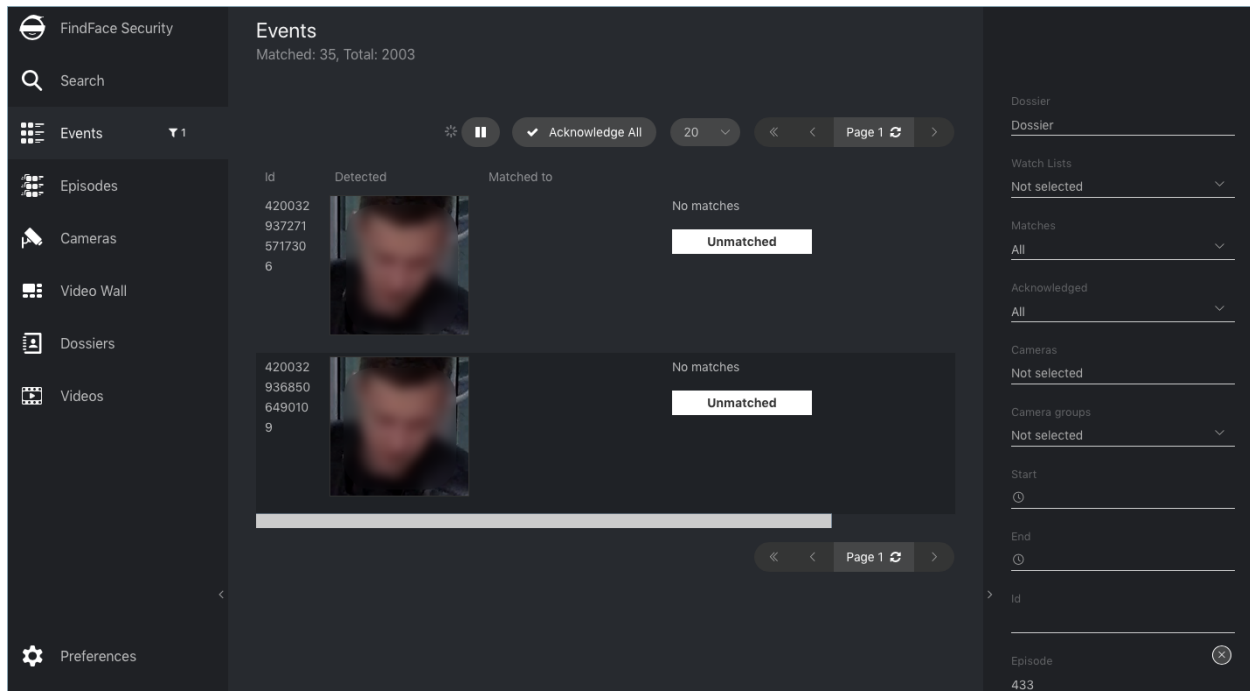 FindFace Security
Search
Events 1
Episodes
Cameras
Video Wall
Dossiers
Videos
Preferences
Events
Matched: 35, Total: 2003
Acknowledge All 20 Page 1
Id Detected Matched to
420032
937271
571730
6
No matches
Unmatched
420032
936850
649010
9
No matches
Unmatched
Page 1
Dossier
Dossier
Watch Lists
Not selected
Matches
All
Acknowledged
All
Cameras
Not selected
Camera groups
Not selected
Start
End
Id
Episode
433